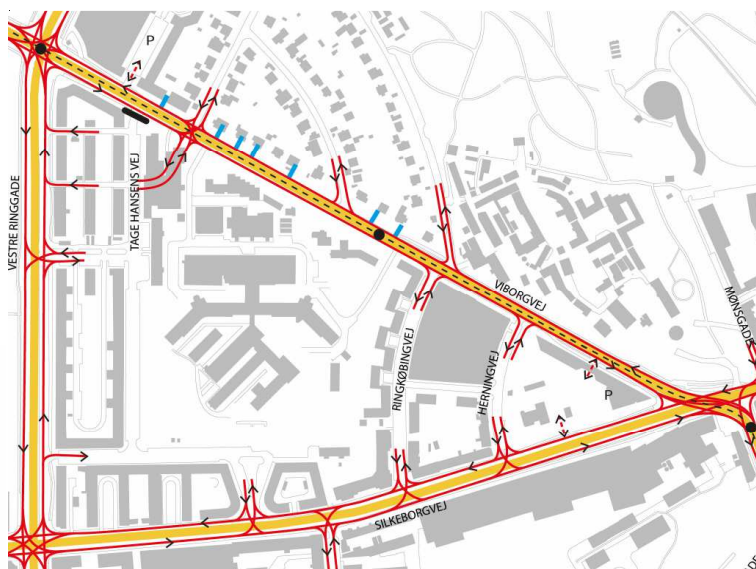 P
TAGE HANSENS VEJ
VESTRE RINGGADE
VIBORGVEJ
MØNSGADE
RINGKØBINGVEJ
HERNINGVEJ
P
SILKEBORGVEJ